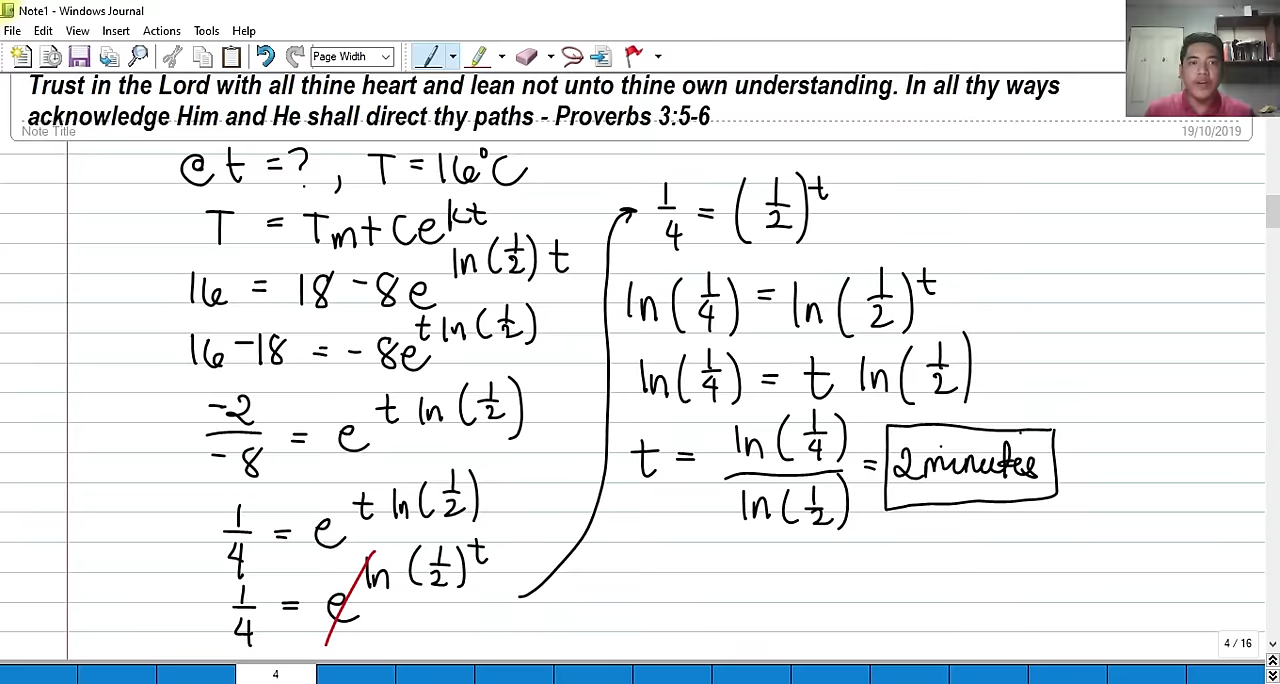 Note1 - Windows Journal
File Edit View Insert Actions Tools Help
Page Width
Trust in the Lord with all thine heart and lean not unto thine own understanding. In all thy ways
acknowledge Him and He shall direct thy paths - Proverbs 3:5-6
Note Title
19/10/2019
@ t = ? , T = 16°C
T = Tm + Ce^kt
16 = 18 - 8e^ln(1/2)t
16 - 18 = - 8e^t ln(1/2)
-2/-8 = e^t ln(1/2)
1/4 = e^t ln(1/2)
1/4 = e^ln(1/2)^t
1/4 = (1/2)^t
ln(1/4) = ln(1/2)^t
ln(1/4) = t ln(1/2)
t = ln(1/4)/ln(1/2) = 2 minutes
4 / 16
4